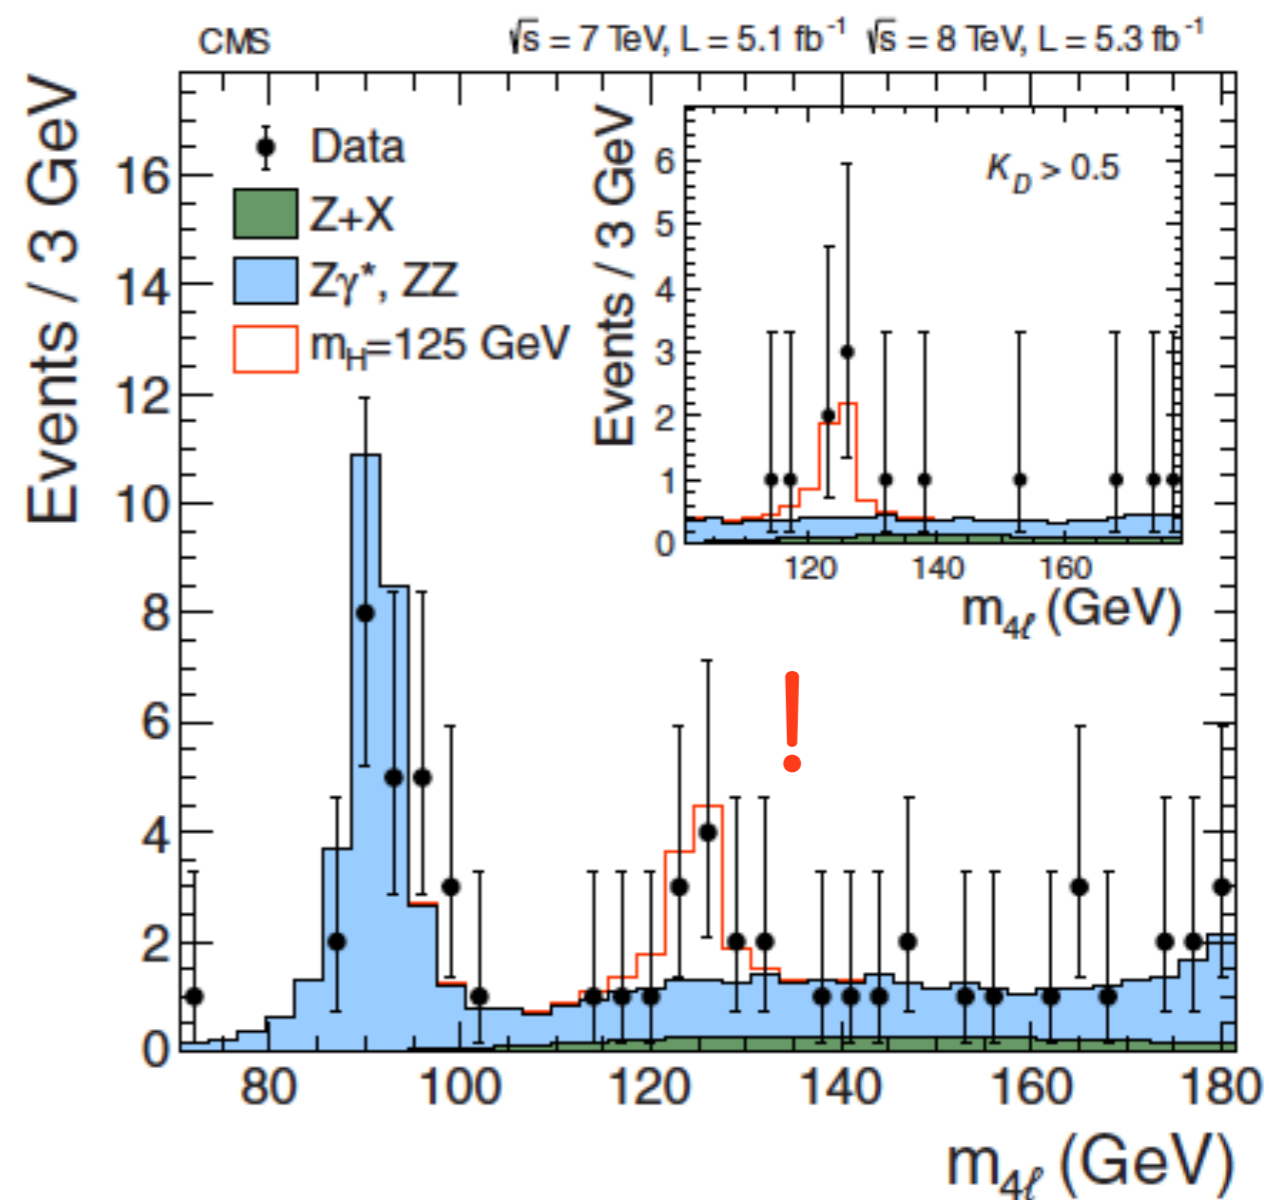 CMS √s = 7 TeV, L = 5.1 fb⁻¹ √s = 8 TeV, L = 5.3 fb⁻¹
Events / 3 GeV
16
14
12
10
8
6
4
2
0
Data
Z+X
Zγ*, ZZ
m_H=125 GeV
Events / 3 GeV
6
5
4
3
2
1
0
K_D > 0.5
120 140 160
m_4ℓ (GeV)
!
80 100 120 140 160 180
m_4ℓ (GeV)